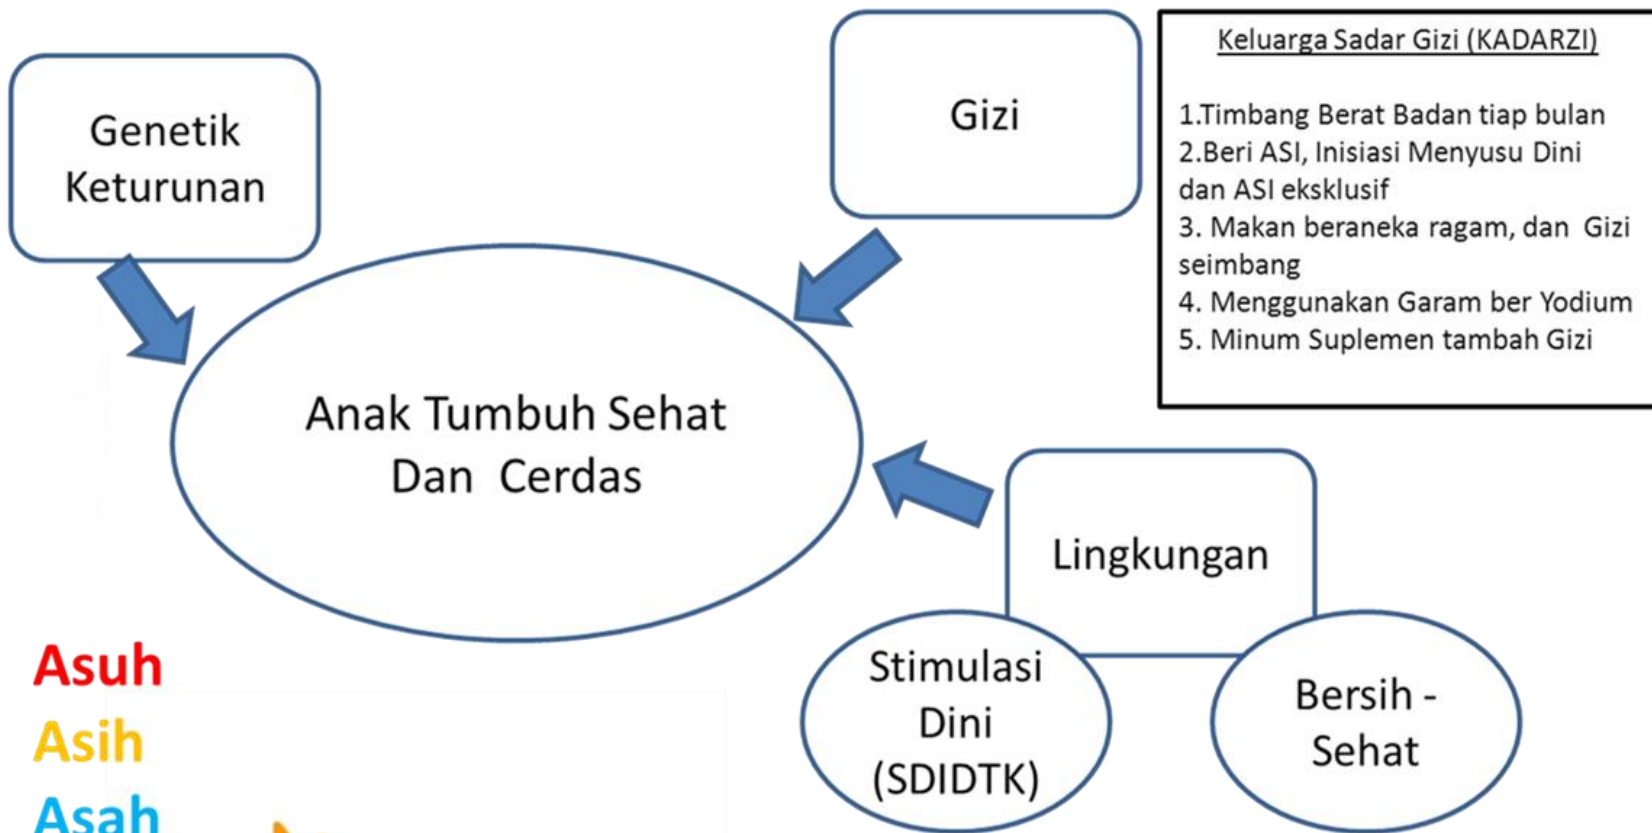 Genetik
Keturunan
Gizi
Keluarga Sadar Gizi (KADARZI)
1.Timbang Berat Badan tiap bulan
2.Beri ASI, Inisiasi Menyusu Dini
dan ASI eksklusif
3. Makan beraneka ragam, dan Gizi
seimbang
4. Menggunakan Garam ber Yodium
5. Minum Suplemen tambah Gizi
Anak Tumbuh Sehat
Dan Cerdas
Lingkungan
Stimulasi
Dini
(SDIDTK)
Bersih -
Sehat
Asuh
Asih
Asah